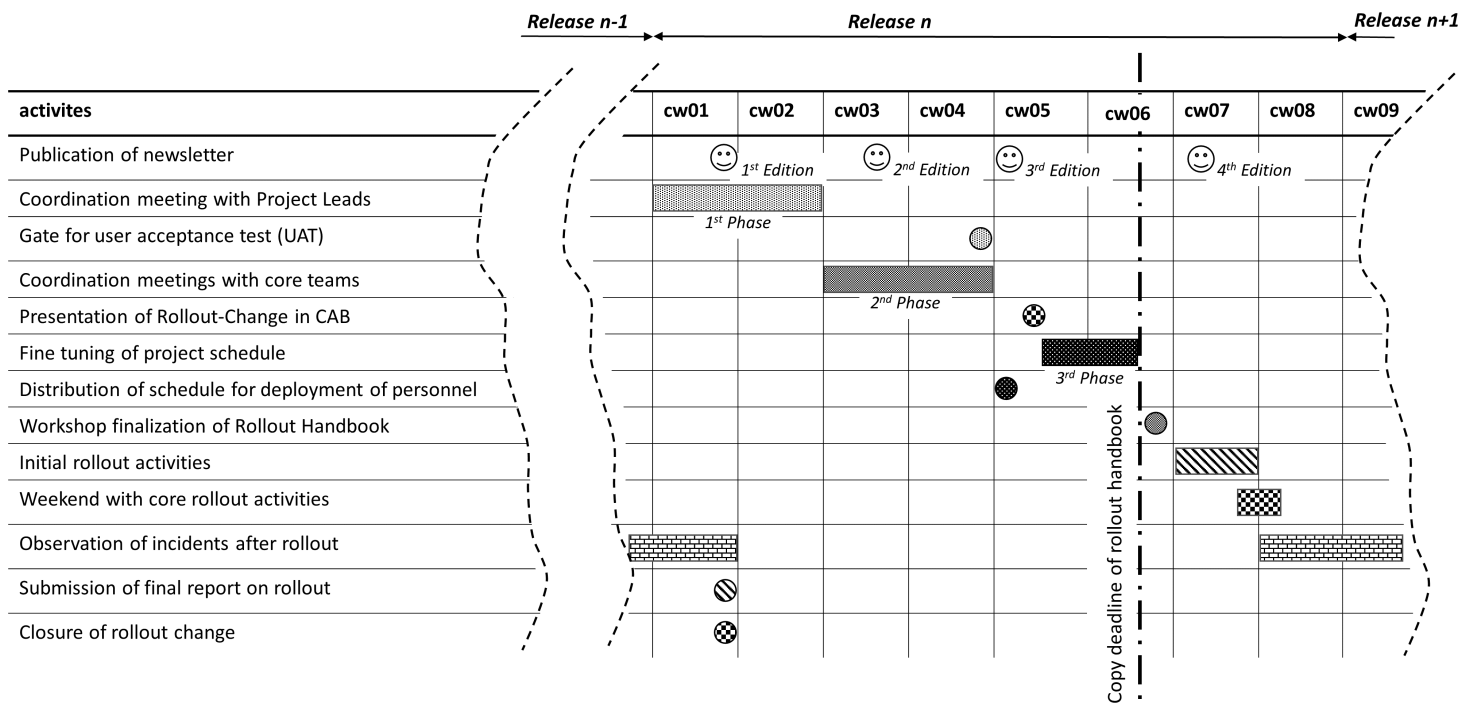 Release n-1
Release n
Release n+1
activites
cw01
cw02
cw03
cw04
cw05
cw06
cw07
cw08
cw09
Publication of newsletter
1st Edition
2nd Edition
3rd Edition
4th Edition
Coordination meeting with Project Leads
1st Phase
Gate for user acceptance test (UAT)
Coordination meetings with core teams
2nd Phase
Presentation of Rollout-Change in CAB
Fine tuning of project schedule
3rd Phase
Distribution of schedule for deployment of personnel
Workshop finalization of Rollout Handbook
Initial rollout activities
Weekend with core rollout activities
Observation of incidents after rollout
Submission of final report on rollout
Closure of rollout change
Copy deadline of rollout handbook